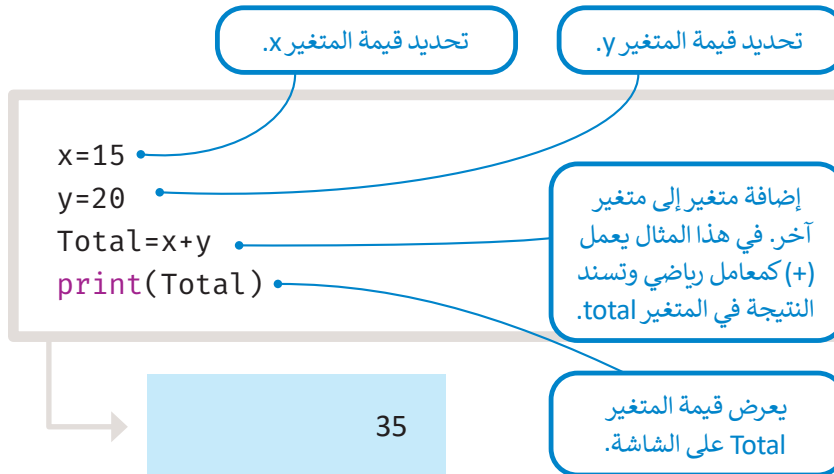 تحديد قيمة المتغير x.
تحديد قيمة المتغير y.
x=15
y=20
Total=x+y
print(Total)
إضافة متغير إلى متغير
آخر. في هذا المثال يعمل
(+) كمعامل رياضي وتسند
النتيجة في المتغير total.
يعرض قيمة المتغير
Total على الشاشة.
35